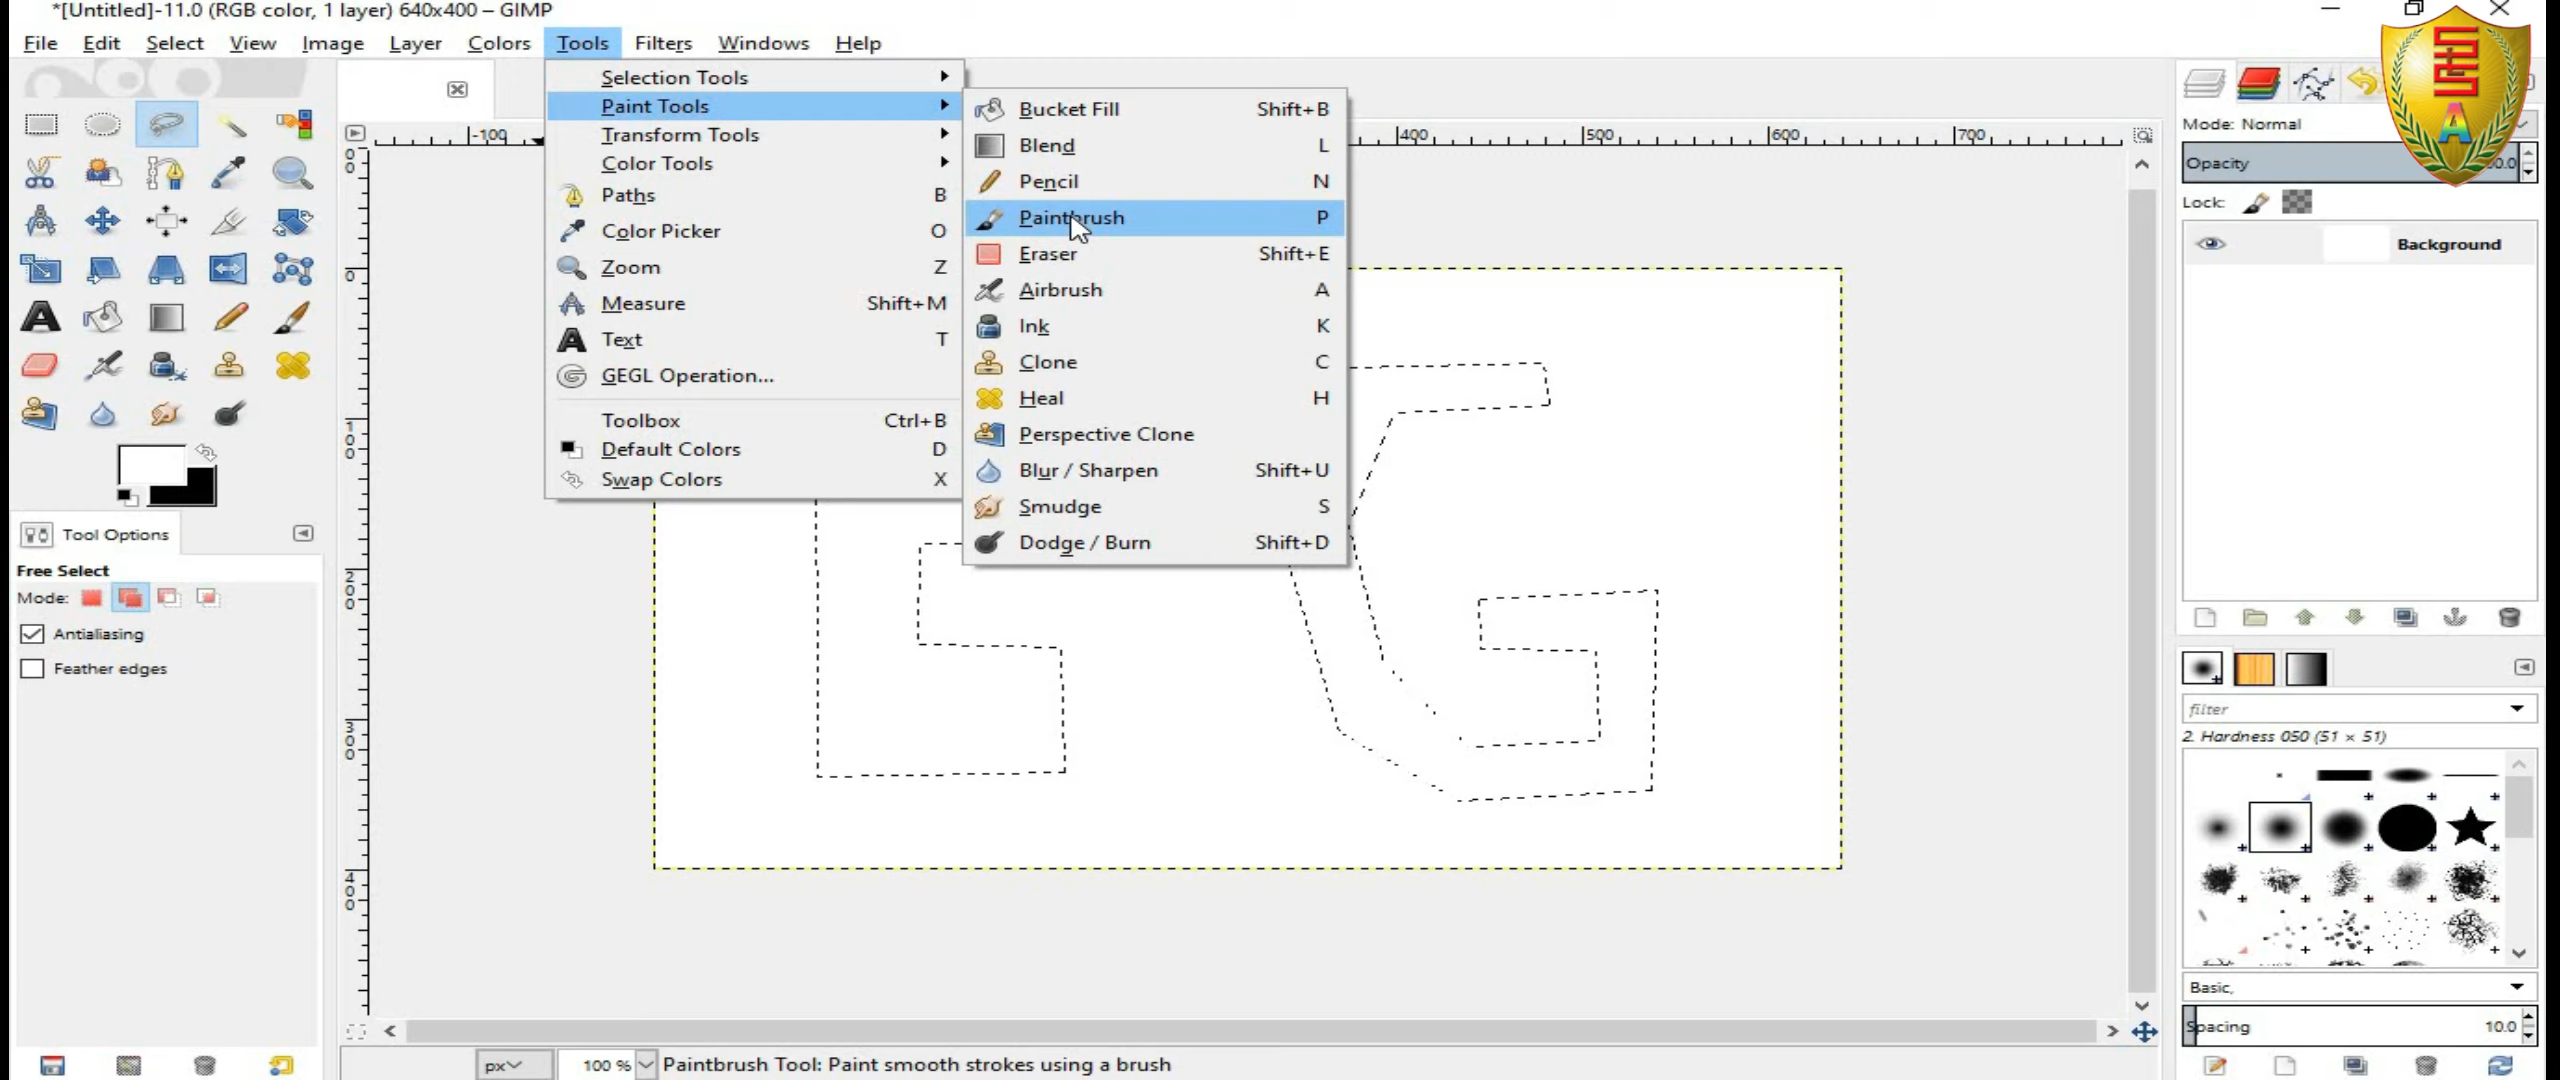 *[Untitled]-11.0 (RGB color, 1 layer) 640x400 – GIMP
File Edit Select View Image Layer Colors Tools Filters Windows Help
Selection Tools
Paint Tools
Transform Tools
Color Tools
Paths B
Color Picker O
Zoom Z
Measure Shift+M
Text T
GEGL Operation...
Toolbox Ctrl+B
Default Colors D
Swap Colors X
Bucket Fill Shift+B
Blend L
Pencil N
Paintbrush P
Eraser Shift+E
Airbrush A
Ink K
Clone C
Heal H
Perspective Clone
Blur / Sharpen Shift+U
Smudge S
Dodge / Burn Shift+D
-100 400 500 600 700
0
100
200
300
400
Tool Options
Free Select
Mode:
Antialiasing
Feather edges
Mode: Normal
Opacity
Lock:
Background
filter
2. Hardness 050 (51 × 51)
Basic,
Spacing 10.0
px 100 % Paintbrush Tool: Paint smooth strokes using a brush